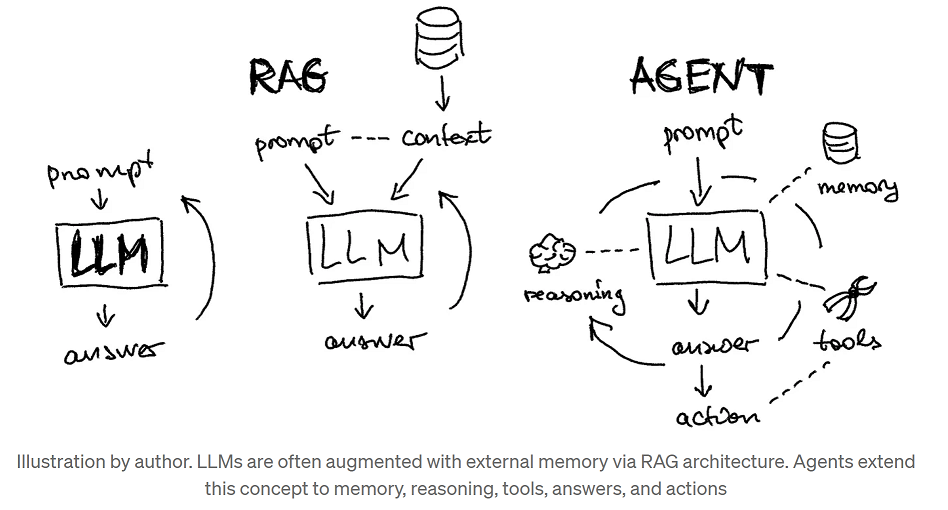 RAG
prompt --- context
LLM
answer
AGENT
prompt
memory
LLM
reasoning
tools
answer
action
prompt
LLM
answer
Illustration by author. LLMs are often augmented with external memory via RAG architecture. Agents extend
this concept to memory, reasoning, tools, answers, and actions